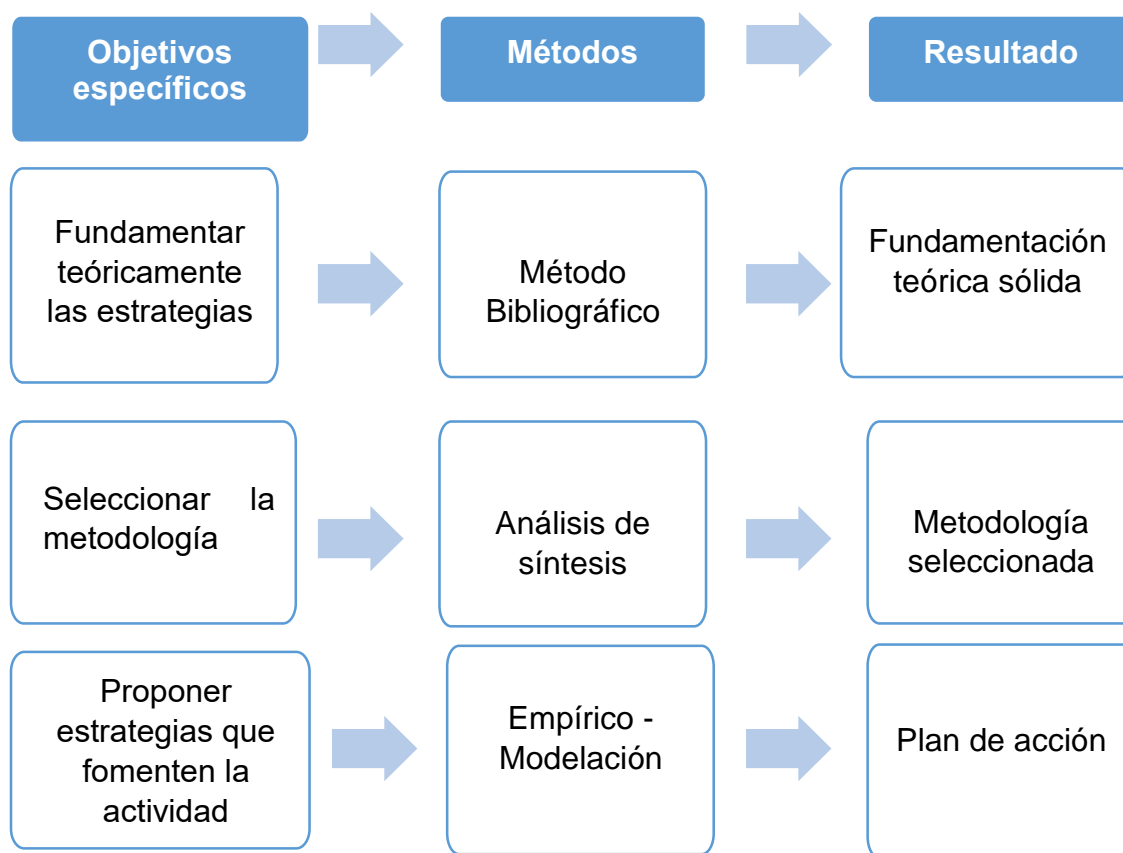 Objetivos
específicos
Métodos
Resultado
Fundamentar
teóricamente
las estrategias
Método
Bibliográfico
Fundamentación
teórica sólida
Seleccionar la
metodología
Análisis de
síntesis
Metodología
seleccionada
Proponer
estrategias que
fomenten la
actividad
Empírico -
Modelación
Plan de acción